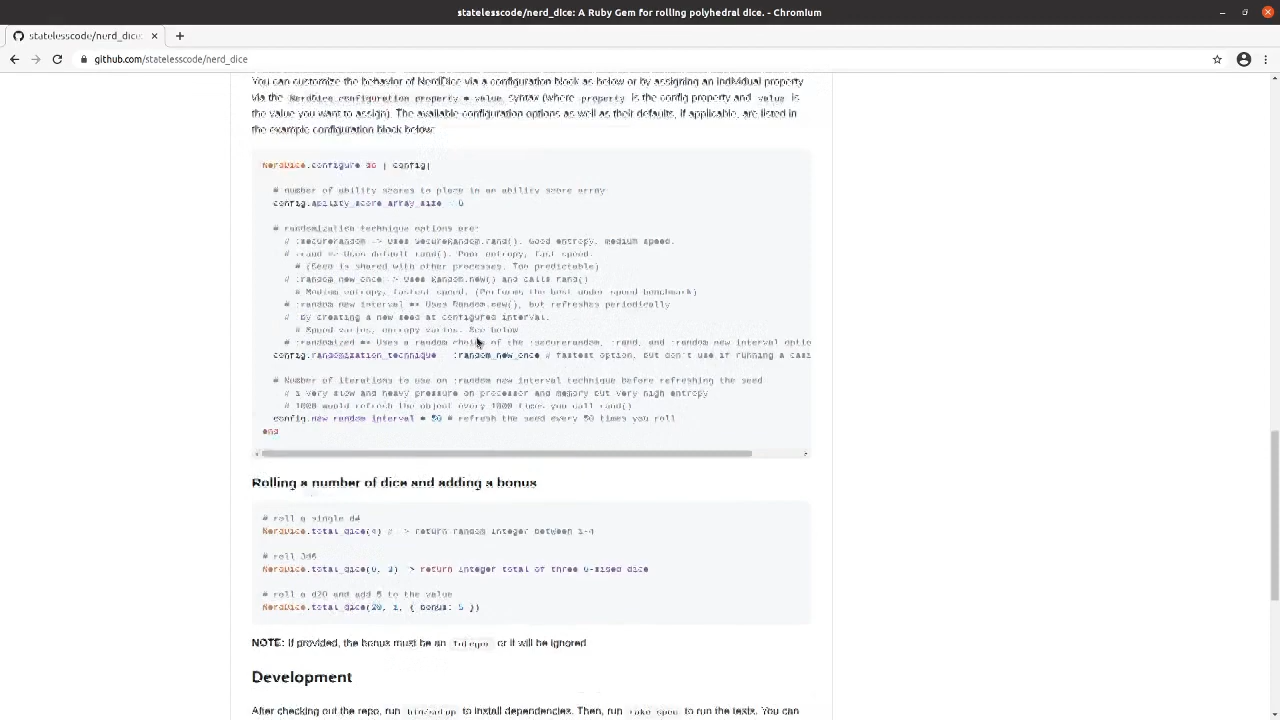 statelesscode/nerd_dice: A Ruby Gem for rolling polyhedral dice. - Chromium
statelesscode/nerd_dice:
github.com/statelesscode/nerd_dice
You can customize the behavior of NerdDice via a configuration block as below or by assigning an individual property
via the NerdDice.configuration.property = value syntax (where property is the config property and value is
the value you want to assign). The available configuration options as well as their defaults, if applicable, are listed in
the example configuration block below:
NerdDice.configure do | config|
# number of ability scores to place in an ability score array
config.ability_score_array_size = 6
# randomization technique options are:
# :securerandom => Uses SecureRandom.rand(). Good entropy, medium speed.
# :rand => Uses default rand(). Poor entropy, fast speed.
# (Seed is shared with other processes. Too predictable)
# :random_new_once => Uses Random.new() and calls rand()
# Medium entropy, fastest speed. (Performs the best under speed benchmark)
# :random_new_interval => Uses Random.new(), but refreshes periodically
# by creating a new seed at configured interval.
# Speed varies, entropy varies. See below
# :randomized => Uses a random choice of the :securerandom, :rand, and :random_new_interval optio
config.randomization_technique = :random_new_once # fastest option, but don't use if running a casi
# Number of iterations to use on :random_new_interval technique before refreshing the seed
# 1 very slow and heavy pressure on processor and memory but very high entropy
# 1000 would refresh the object every 1000 times you call rand()
config.new_random_interval = 50 # refresh the seed every 50 times you roll
end
Rolling a number of dice and adding a bonus
# roll a single d4
NerdDice.total_dice(4) # => return random Integer between 1-4
# roll 3d6
NerdDice.total_dice(6, 3) => return Integer total of three 6-sided dice
# roll a d20 and add 5 to the value
NerdDice.total_dice(20, 1, { bonus: 5 })
NOTE: If provided, the bonus must be an Integer or it will be ignored
Development
After checking out the repo, run bin/setup to install dependencies. Then, run rake spec to run the tests. You can